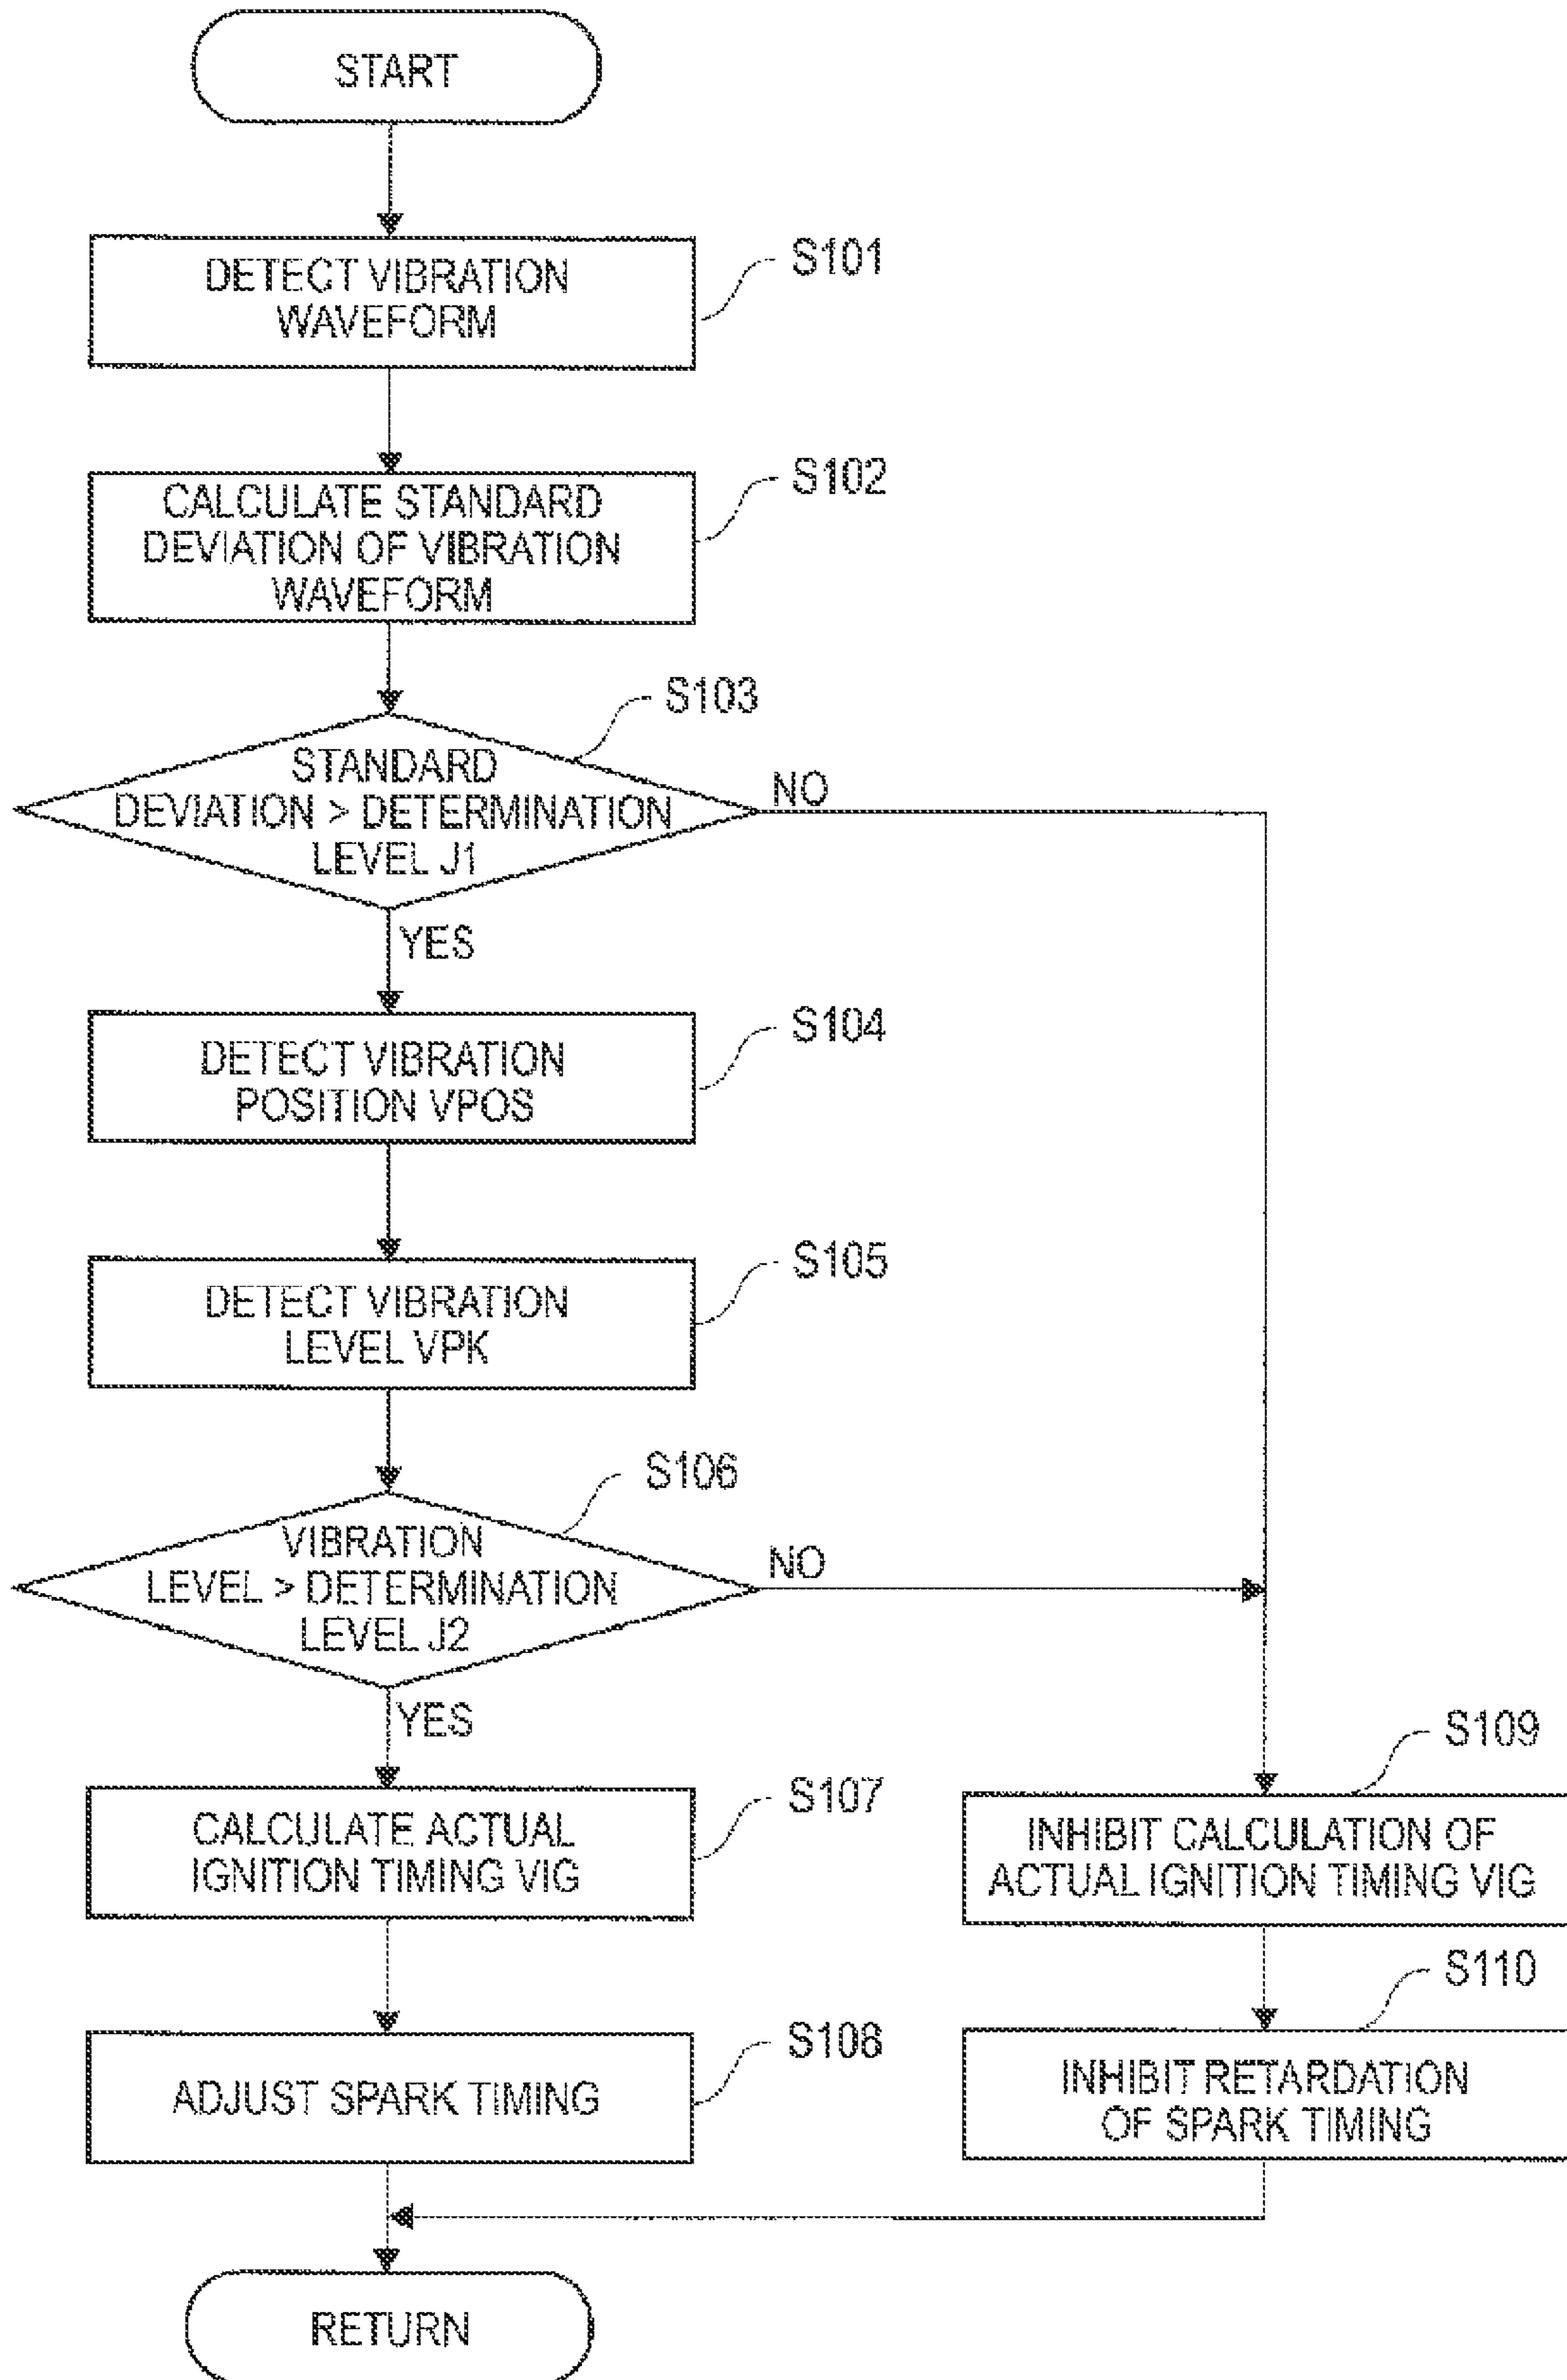 START
S101
DETECT VIBRATION
WAVEFORM
S102
CALCULATE STANDARD
DEVIATION OF VIBRATION
WAVEFORM
S103
STANDARD
DEVIATION > DETERMINATION
LEVEL J1
NO
YES
S104
DETECT VIBRATION
POSITION VPOS
S105
DETECT VIBRATION
LEVEL VPK
S106
VIBRATION
LEVEL > DETERMINATION
LEVEL J2
NO
YES
S107
CALCULATE ACTUAL
IGNITION TIMING VIG
S109
INHIBIT CALCULATION OF
ACTUAL IGNITION TIMING VIG
S108
ADJUST SPARK TIMING
S110
INHIBIT RETARDATION
OF SPARK TIMING
RETURN